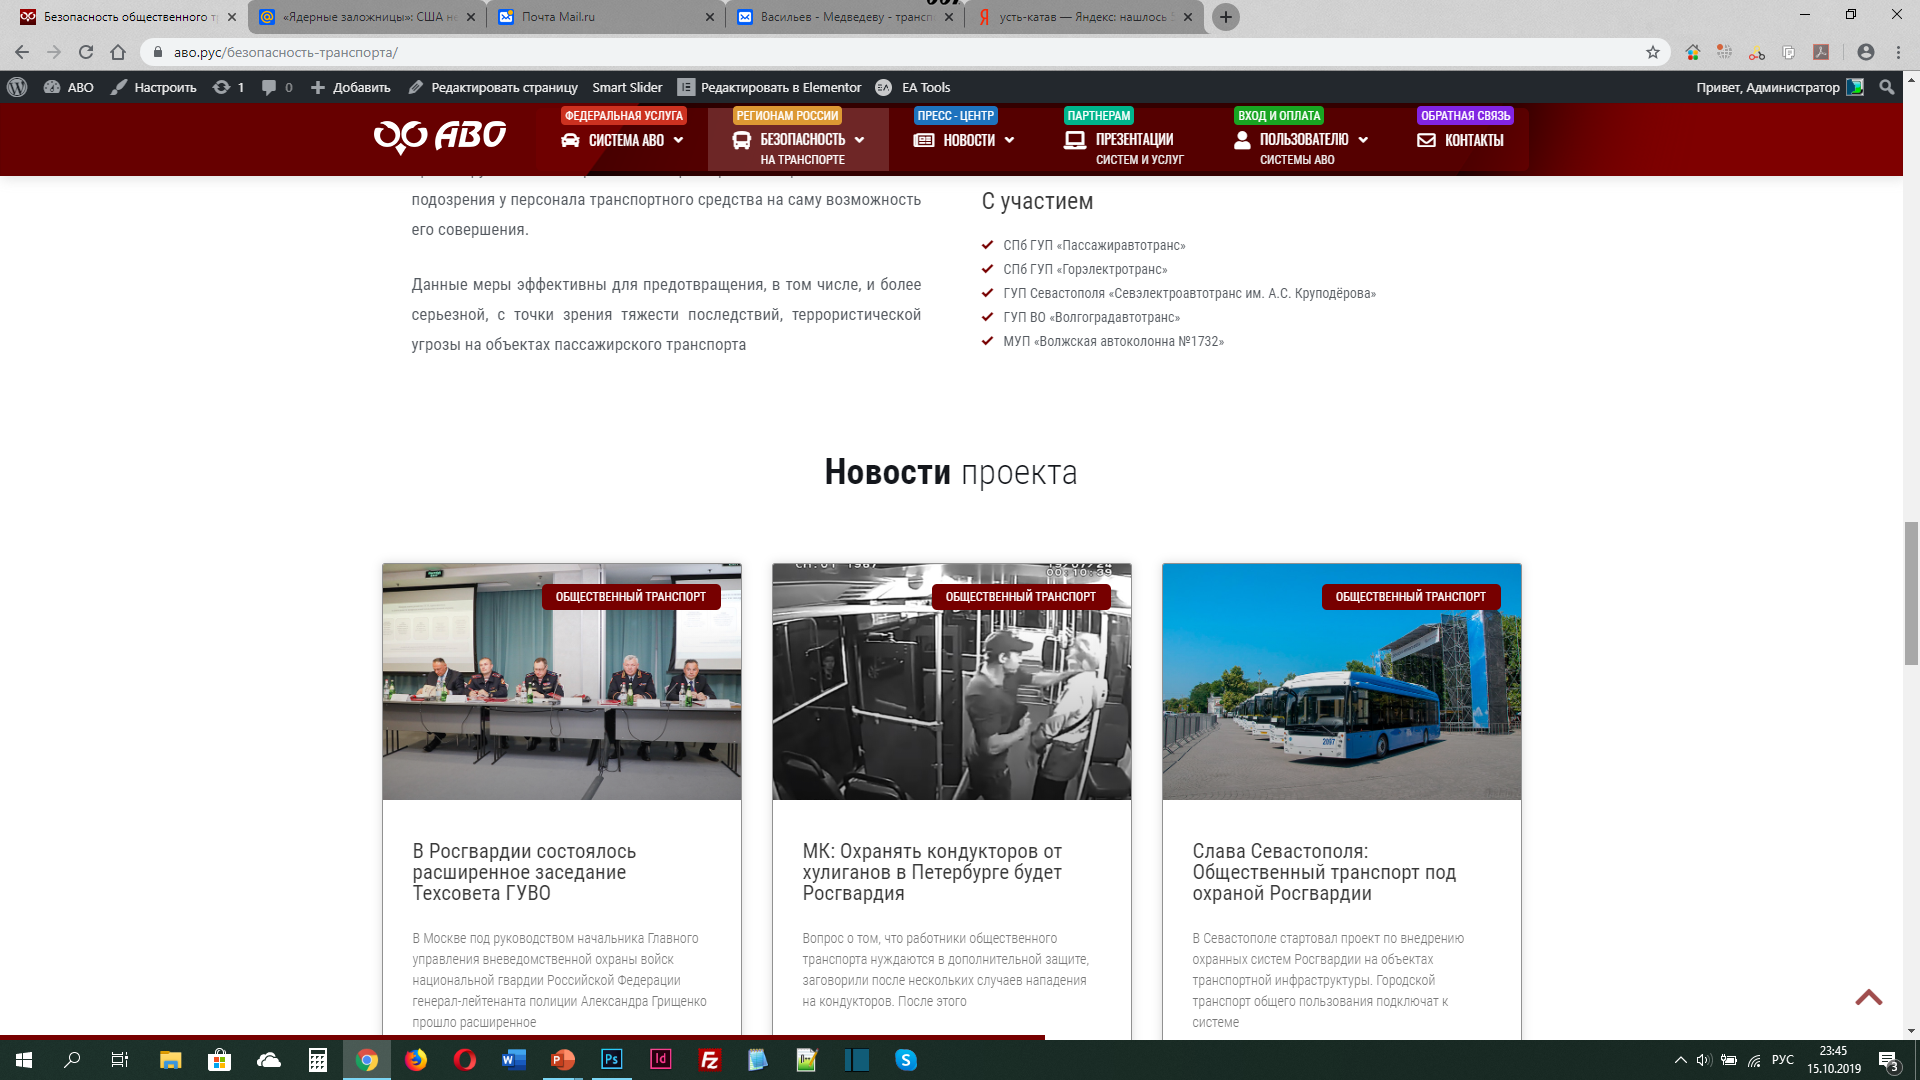 Безопасность общественного т
«Ядерные заложницы»: США не
Почта Mail.ru
Васильев - Медведеву - трансп
усть-катав — Яндекс: нашлось
аво.рус/безопасность-транспорта/
АВО
Настроить
1
0
Добавить
Редактировать страницу
Smart Slider
Редактировать в Elementor
EA Tools
Привет, Администратор
АВО
ФЕДЕРАЛЬНАЯ УСЛУГА
СИСТЕМА АВО
РЕГИОНАМ РОССИИ
БЕЗОПАСНОСТЬ
НА ТРАНСПОРТЕ
ПРЕСС - ЦЕНТР
НОВОСТИ
ПАРТНЕРАМ
ПРЕЗЕНТАЦИИ
СИСТЕМ И УСЛУГ
ВХОД И ОПЛАТА
ПОЛЬЗОВАТЕЛЮ
СИСТЕМЫ АВО
ОБРАТНАЯ СВЯЗЬ
КОНТАКТЫ
подозрения у персонала транспортного средства на саму возможность
его совершения.
Данные меры эффективны для предотвращения, в том числе, и более
серьезной, с точки зрения тяжести последствий, террористической
угрозы на объектах пассажирского транспорта
С участием
СПб ГУП «Пассажиравтотранс»
СПб ГУП «Горэлектротранс»
ГУП Севастополя «Севэлектроавтотранс им. А.С. Круподёрова»
ГУП ВО «Волгоградавтотранс»
МУП «Волжская автоколонна №1732»
Новости проекта
ОБЩЕСТВЕННЫЙ ТРАНСПОРТ
В Росгвардии состоялось
расширенное заседание
Техсовета ГУВО
В Москве под руководством начальника Главного
управления вневедомственной охраны войск
национальной гвардии Российской Федерации
генерал-лейтенанта полиции Александра Грищенко
прошло расширенное
00:10:39
ОБЩЕСТВЕННЫЙ ТРАНСПОРТ
МК: Охранять кондукторов от
хулиганов в Петербурге будет
Росгвардия
Вопрос о том, что работники общественного
транспорта нуждаются в дополнительной защите,
заговорили после нескольких случаев нападения
на кондукторов. После этого
ОБЩЕСТВЕННЫЙ ТРАНСПОРТ
2097
Слава Севастополя:
Общественный транспорт под
охраной Росгвардии
В Севастополе стартовал проект по внедрению
охранных систем Росгвардии на объектах
транспортной инфраструктуры. Городской
транспорт общего пользования подключат к
системе
РУС
23:45
15.10.2019
3